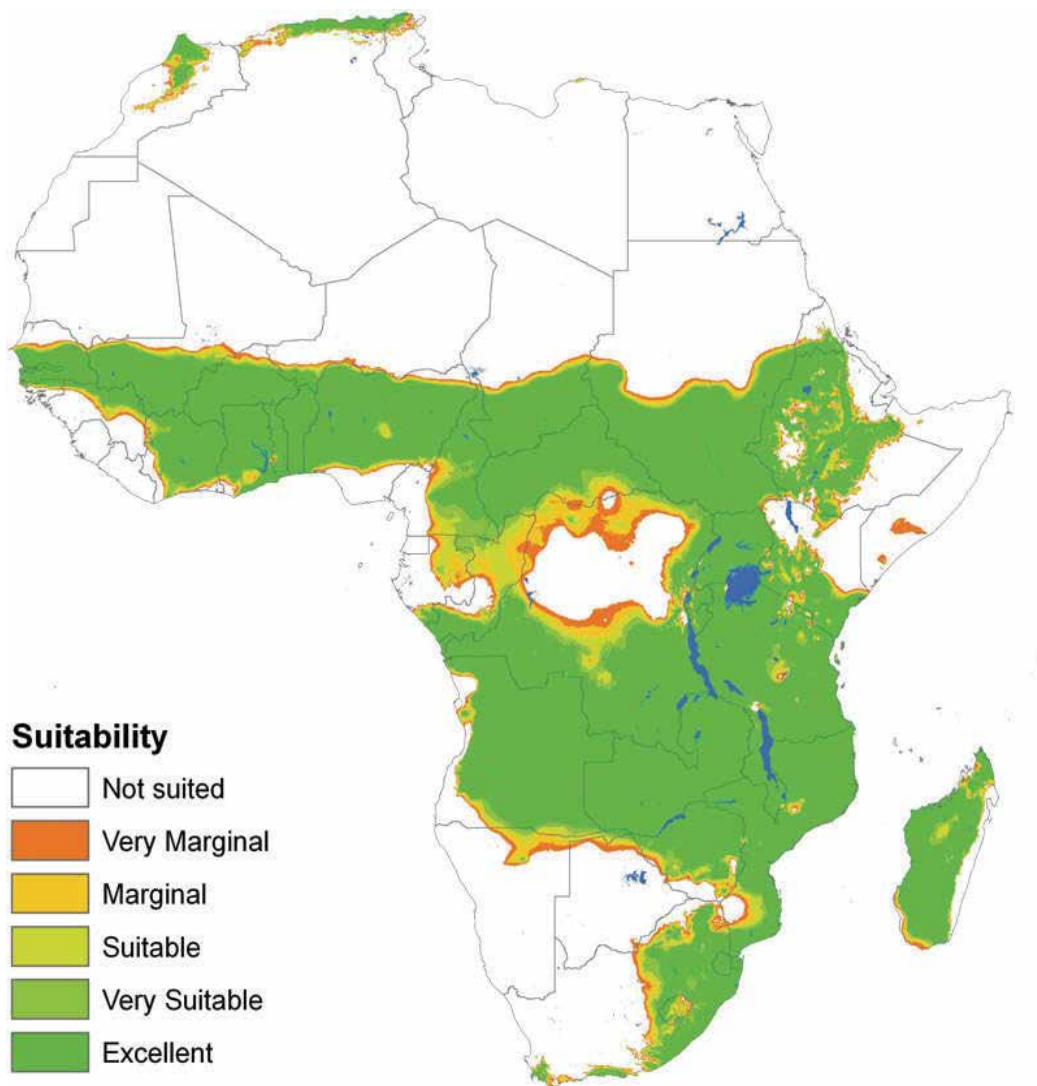 Suitability
Not suited
Very Marginal
Marginal
Suitable
Very Suitable
Excellent